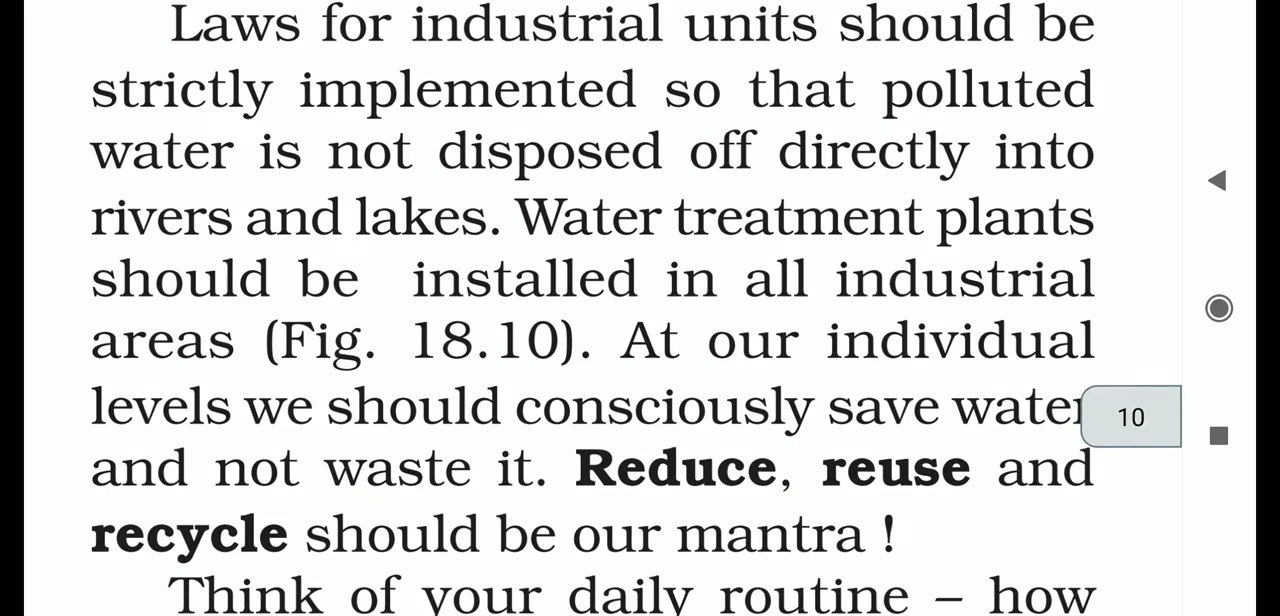 Laws for industrial units should be
strictly implemented so that polluted
water is not disposed off directly into
rivers and lakes. Water treatment plants
should be installed in all industrial
areas (Fig. 18.10). At our individual
levels we should consciously save water
and not waste it. Reduce, reuse and
recycle should be our mantra !
Think of your daily routine – how
10